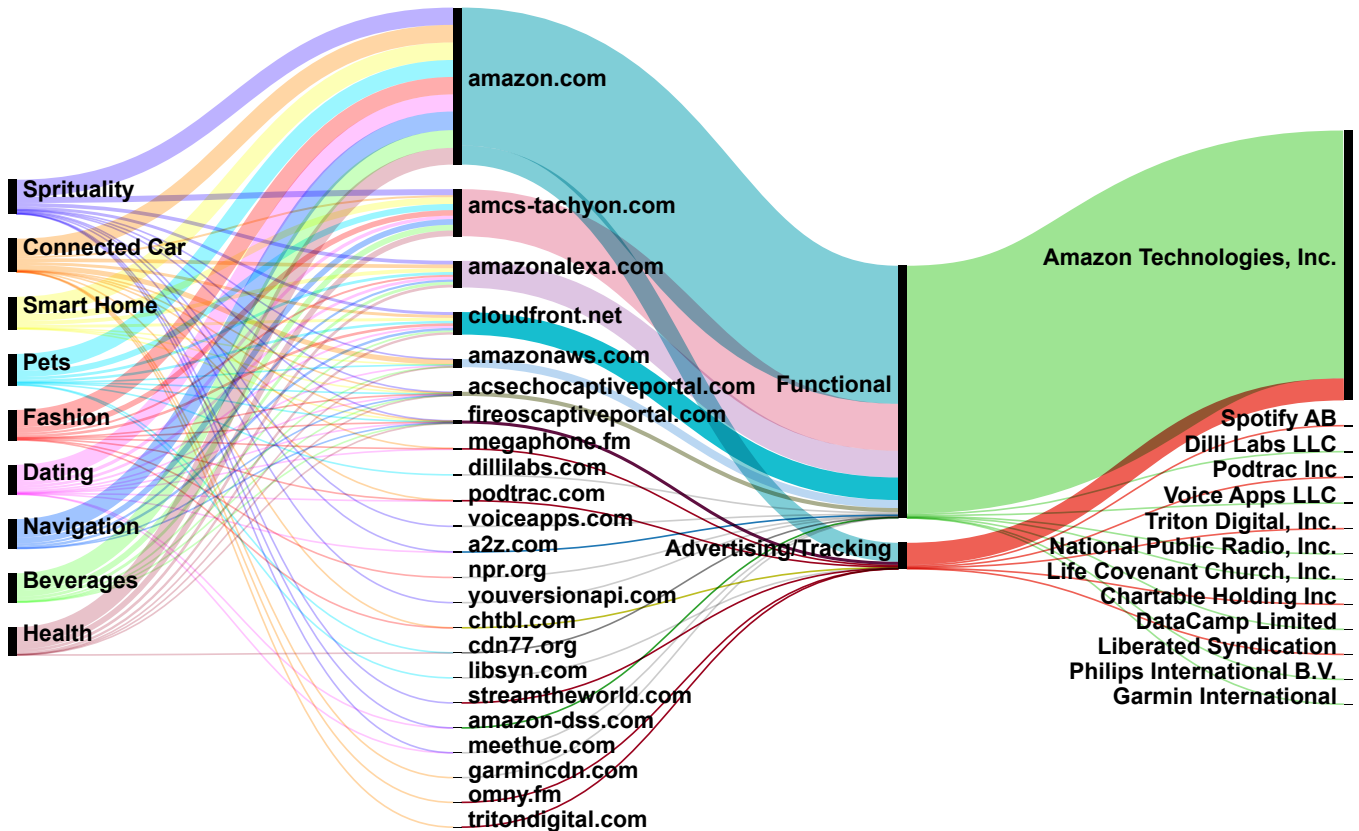 Sprituality
Connected Car
Smart Home
Pets
Fashion
Dating
Navigation
Beverages
Health
amazon.com
amcs-tachyon.com
amazonalexa.com
cloudfront.net
amazonaws.com
acsechocaptiveportal.com
fireoscaptiveportal.com
megaphone.fm
dillilabs.com
podtrac.com
voiceapps.com
a2z.com
npr.org
youversionapi.com
chtbl.com
cdn77.org
libsyn.com
streamtheworld.com
amazon-dss.com
meethue.com
garmincdn.com
omny.fm
tritondigital.com
Functional
Advertising/Tracking
Amazon Technologies, Inc.
Spotify AB
Dilli Labs LLC
Podtrac Inc
Voice Apps LLC
Triton Digital, Inc.
National Public Radio, Inc.
Life Covenant Church, Inc.
Chartable Holding Inc
DataCamp Limited
Liberated Syndication
Philips International B.V.
Garmin International